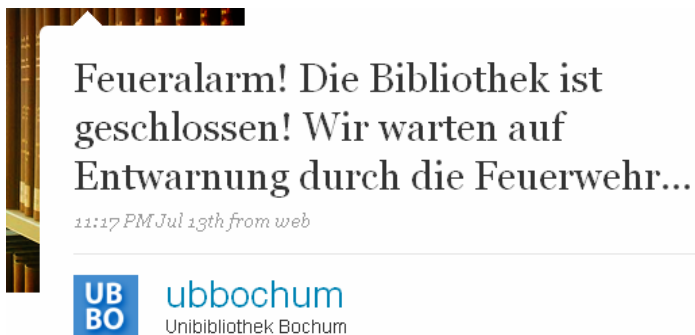 Feueralarm! Die Bibliothek ist
geschlossen! Wir warten auf
Entwarnung durch die Feuerwehr...
11:17 PM Jul 13th from web
UB
BO
ubbochum
Unibibliothek Bochum